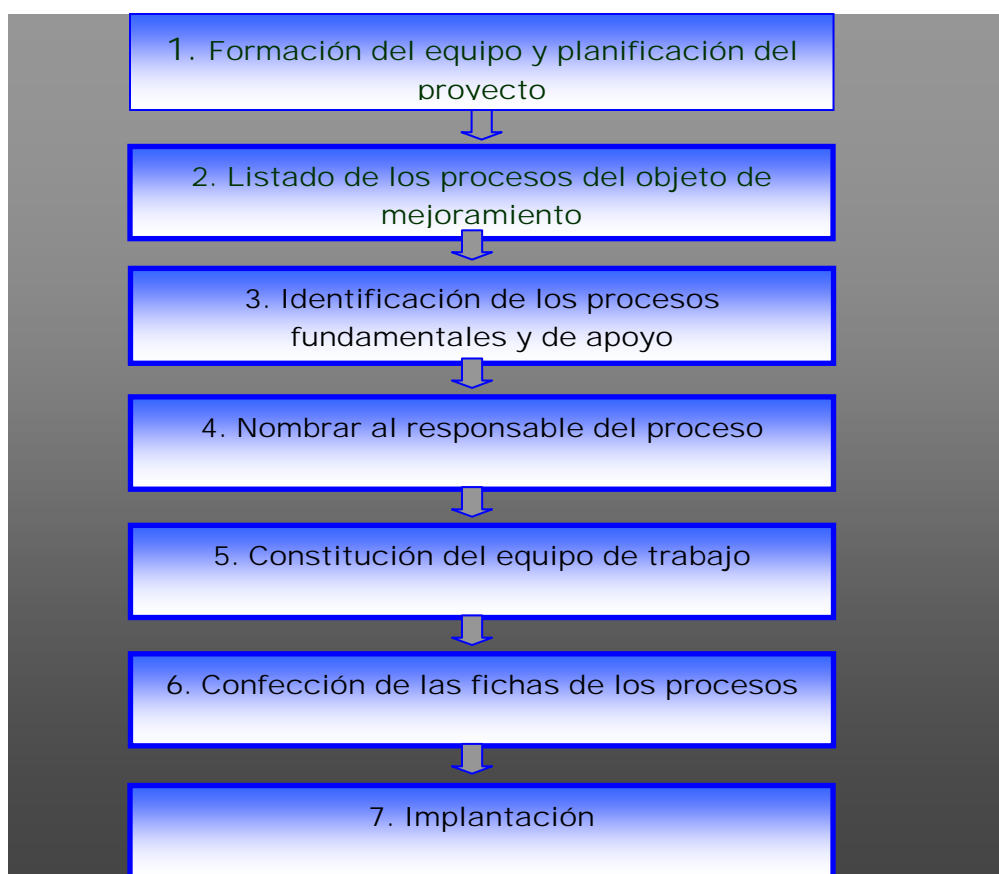 1. Formación del equipo y planificación del
proyecto
2. Listado de los procesos del objeto de
mejoramiento
3. Identificación de los procesos
fundamentales y de apoyo
4. Nombrar al responsable del proceso
5. Constitución del equipo de trabajo
6. Confección de las fichas de los procesos
7. Implantación